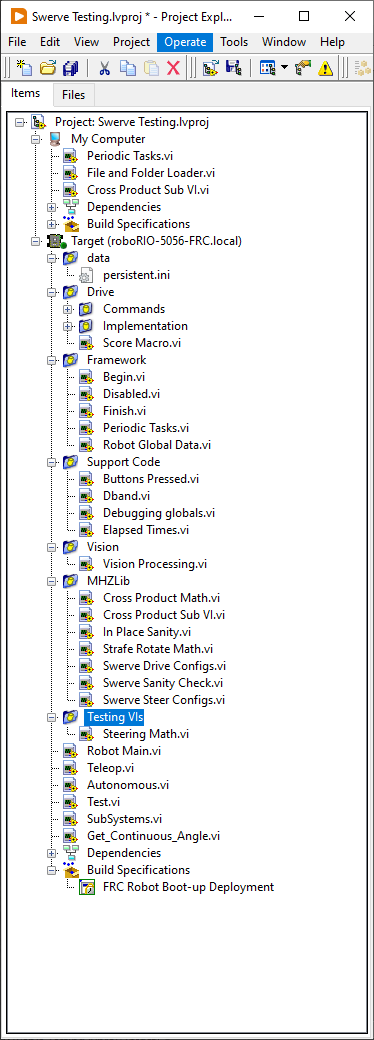 Swerve Testing.lvproj * - Project Expl...
File Edit View Project Operate Tools Window Help
Items Files
Project: Swerve Testing.lvproj
My Computer
Periodic Tasks.vi
File and Folder Loader.vi
Cross Product Sub VI.vi
Dependencies
Build Specifications
Target (roboRIO-5056-FRC.local)
data
persistent.ini
Drive
Commands
Implementation
Score Macro.vi
Framework
Begin.vi
Disabled.vi
Finish.vi
Periodic Tasks.vi
Robot Global Data.vi
Support Code
Buttons Pressed.vi
Dband.vi
Debugging globals.vi
Elapsed Times.vi
Vision
Vision Processing.vi
MHZLib
Cross Product Math.vi
Cross Product Sub VI.vi
In Place Sanity.vi
Strafe Rotate Math.vi
Swerve Drive Configs.vi
Swerve Sanity Check.vi
Swerve Steer Configs.vi
Testing VIs
Steering Math.vi
Robot Main.vi
Teleop.vi
Autonomous.vi
Test.vi
SubSystems.vi
Get_Continuous_Angle.vi
Dependencies
Build Specifications
FRC Robot Boot-up Deployment